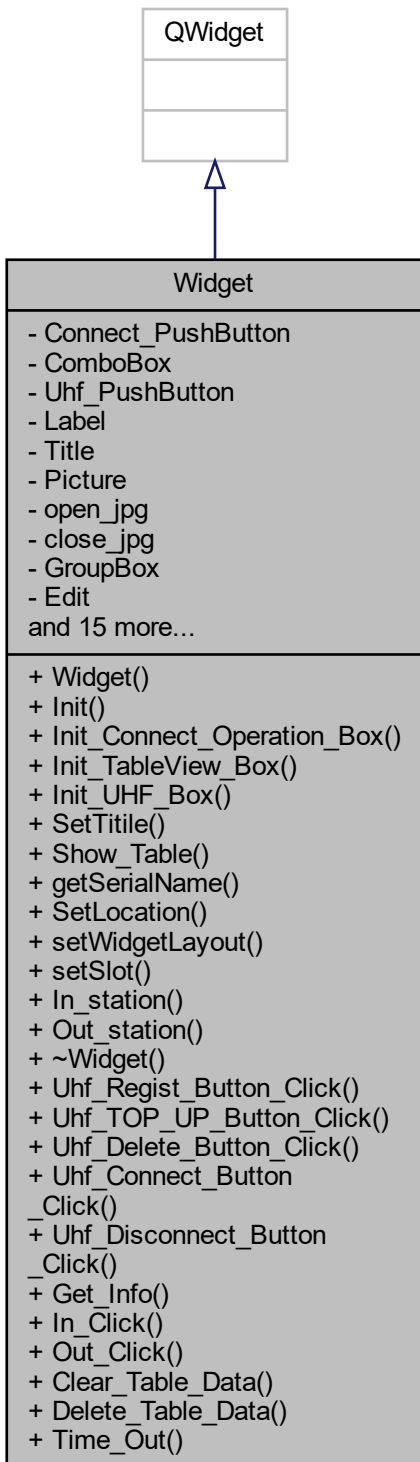 QWidget
Widget
- Connect_PushButton
- ComboBox
- Uhf_PushButton
- Label
- Title
- Picture
- open_jpg
- close_jpg
- GroupBox
- Edit
and 15 more...
+ Widget()
+ Init()
+ Init_Connect_Operation_Box()
+ Init_TableView_Box()
+ Init_UHF_Box()
+ SetTitile()
+ Show_Table()
+ getSerialName()
+ SetLocation()
+ setWidgetLayout()
+ setSlot()
+ In_station()
+ Out_station()
+ ~Widget()
+ Uhf_Regist_Button_Click()
+ Uhf_TOP_UP_Button_Click()
+ Uhf_Delete_Button_Click()
+ Uhf_Connect_Button
_Click()
+ Uhf_Disconnect_Button
_Click()
+ Get_Info()
+ In_Click()
+ Out_Click()
+ Clear_Table_Data()
+ Delete_Table_Data()
+ Time_Out()